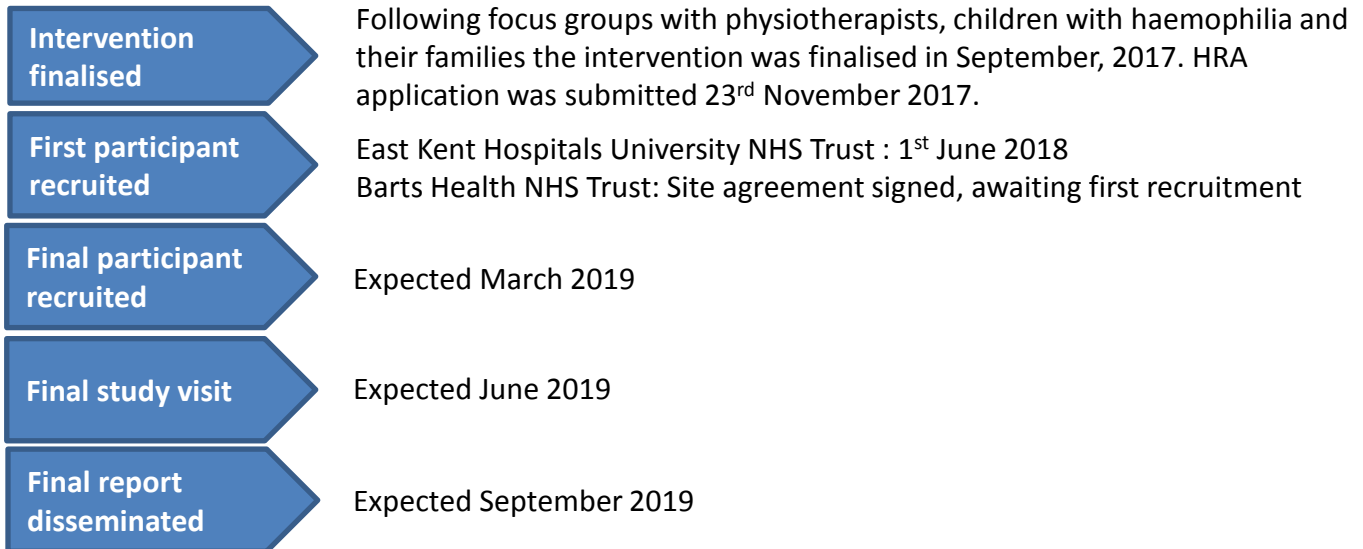 Intervention
finalised
Following focus groups with physiotherapists, children with haemophilia and
their families the intervention was finalised in September, 2017. HRA
application was submitted 23rd November 2017.
First participant
recruited
East Kent Hospitals University NHS Trust : 1st June 2018
Barts Health NHS Trust: Site agreement signed, awaiting first recruitment
Final participant
recruited
Expected March 2019
Final study visit
Expected June 2019
Final report
disseminated
Expected September 2019